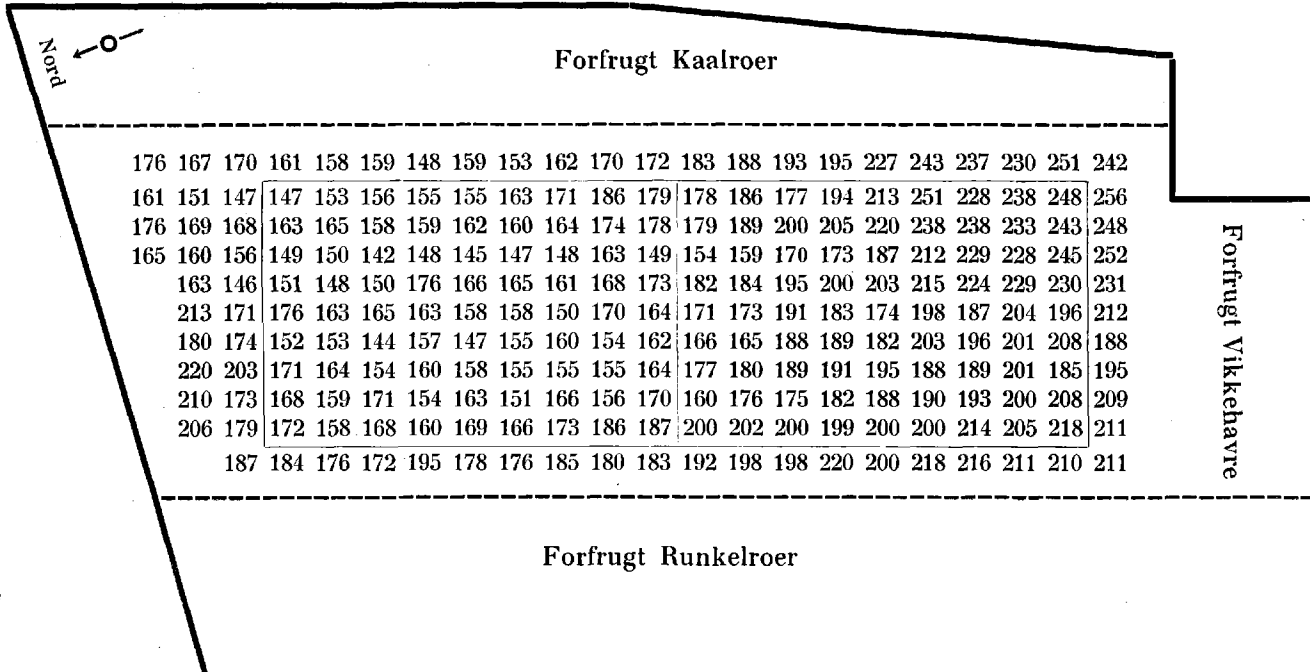 Nord
Forfrugt Kaalroer
176 167 170 161 158 159 148 159 153 162 170 172 183 188 193 195 227 243 237 230 251 242
161 151 147 147 153 156 155 155 163 171 186 179 178 186 177 194 213 251 228 238 248 256
176 169 168 163 165 158 159 162 160 164 174 178 179 189 200 205 220 238 238 233 243 248
165 160 156 149 150 142 148 145 147 148 163 149 154 159 170 173 187 212 229 228 245 252
163 146 151 148 150 176 166 165 161 168 173 182 184 195 200 203 215 224 229 230 231
213 171 176 163 165 163 158 158 150 170 164 171 173 191 183 174 198 187 204 196 212
180 174 152 153 144 157 147 155 160 154 162 166 165 188 189 182 203 196 201 208 188
220 203 171 164 154 160 158 155 155 155 164 177 180 189 191 195 188 189 201 185 195
210 173 168 159 171 154 163 151 166 156 170 160 176 175 182 188 190 193 200 208 209
206 179 172 158 168 160 169 166 173 186 187 200 202 200 199 200 200 214 205 218 211
187 184 176 172 195 178 176 185 180 183 192 198 198 220 200 218 216 211 210 211
Forfrugt Vikkehavre
Forfrugt Runkelroer